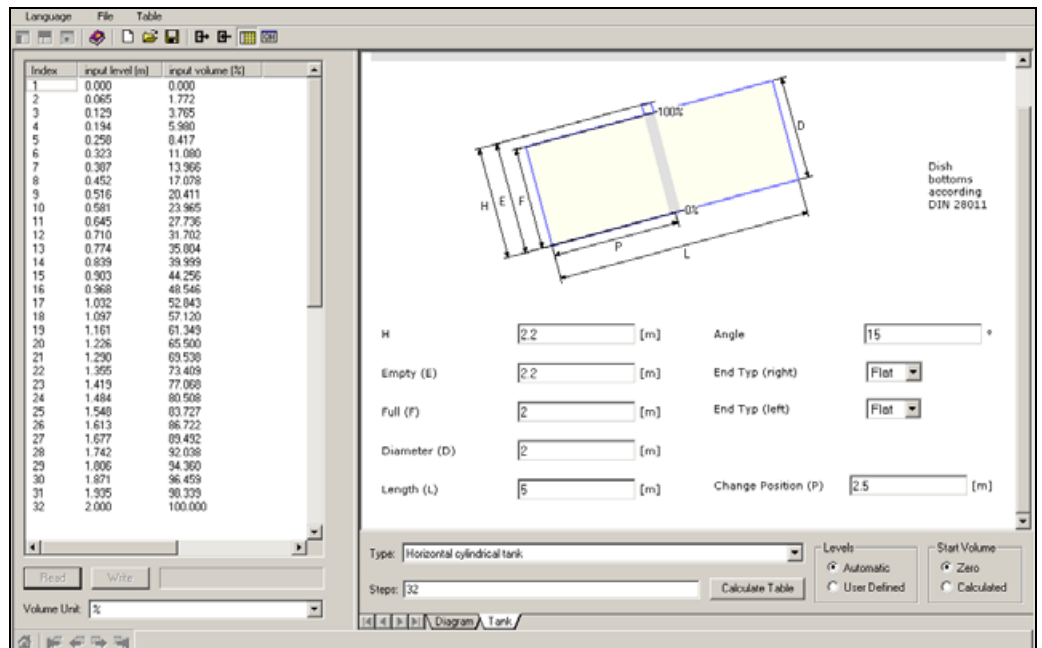 Language File Table
Index input level [m] input volume [%]
1 0.000 0.000
2 0.065 1.772
3 0.129 3.765
4 0.194 5.980
5 0.258 8.417
6 0.323 11.080
7 0.387 13.966
8 0.452 17.078
9 0.516 20.411
10 0.581 23.965
11 0.645 27.736
12 0.710 31.702
13 0.774 35.804
14 0.839 39.999
15 0.903 44.256
16 0.968 48.546
17 1.032 52.843
18 1.097 57.120
19 1.161 61.349
20 1.226 65.500
21 1.290 69.538
22 1.355 73.409
23 1.419 77.068
24 1.484 80.508
25 1.548 83.727
26 1.613 86.722
27 1.677 89.492
28 1.742 92.038
29 1.806 94.360
30 1.871 96.459
31 1.935 98.339
32 2.000 100.000
Read Write
Volume Unit: %
100%
D
H E F
0%
P
L
Dish
bottoms
according
DIN 28011
H 2.2 [m] Angle 15 °
Empty (E) 2.2 [m] End Typ (right) Flat
Full (F) 2 [m] End Typ (left) Flat
Diameter (D) 2 [m]
Length (L) 5 [m] Change Position (P) 2.5 [m]
Type: Horizontal cylindrical tank
Steps: 32 Calculate Table
Levels
Automatic
User Defined
Start Volume
Zero
Calculated
Diagram Tank